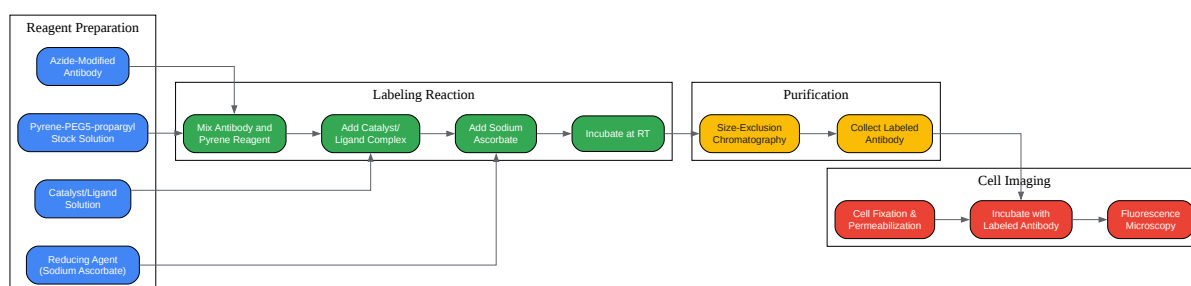 Reagent Preparation
Azide-Modified
Antibody
Pyrene-PEG5-propargyl
Stock Solution
Catalyst/Ligand
Solution
Reducing Agent
(Sodium Ascorbate)
Labeling Reaction
Mix Antibody and
Pyrene Reagent
Add Catalyst/
Ligand Complex
Add Sodium
Ascorbate
Incubate at RT
Purification
Size-Exclusion
Chromatography
Collect Labeled
Antibody
Cell Imaging
Cell Fixation &
Permeabilization
Incubate with
Labeled Antibody
Fluorescence
Microscopy